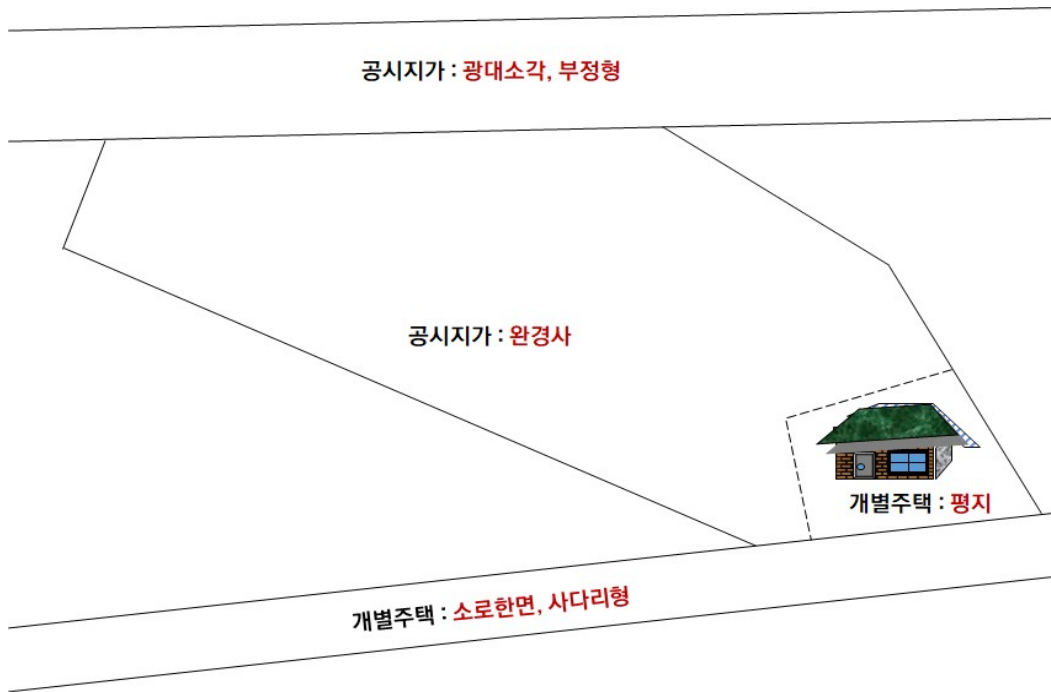 공시지가 : 광대소각, 부정형
공시지가 : 완경사
개별주택 : 평지
개별주택 : 소로한면, 사다리형